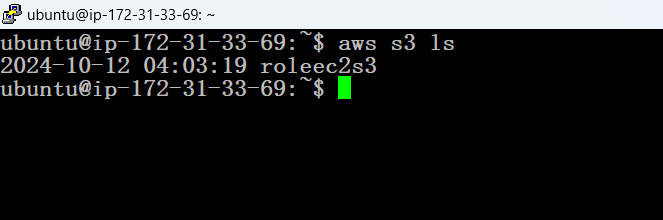 ubuntu@ip-172-31-33-69: ~
ubuntu@ip-172-31-33-69:~$ aws s3 ls
2024-10-12 04:03:19 roleec2s3
ubuntu@ip-172-31-33-69:~$